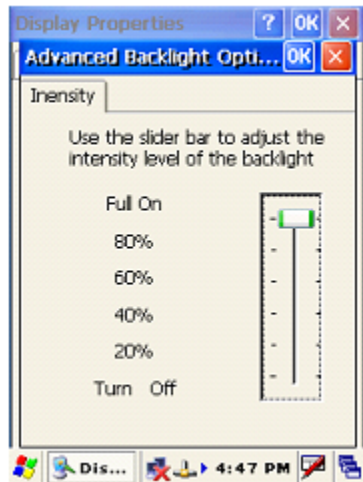 Display Properties ? OK ×
Advanced Backlight Opti... OK ×
Inensity
Use the slider bar to adjust the
intensity level of the backlight
Full On
80%
60%
40%
20%
Turn Off
Dis... 4:47 PM